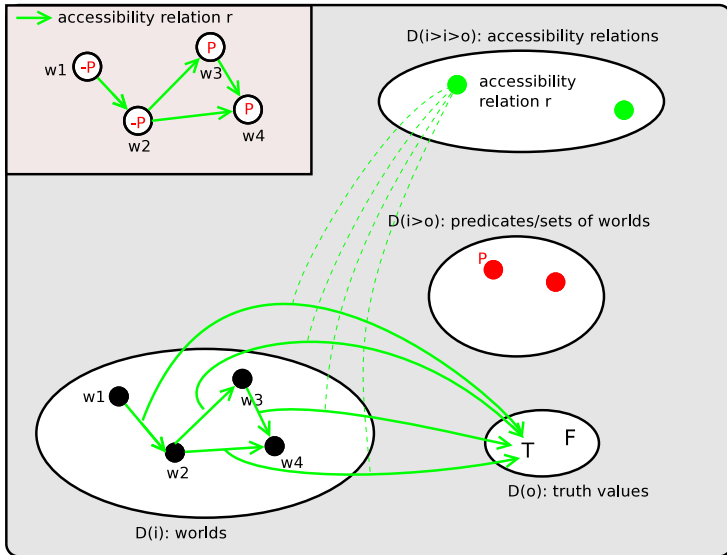 accessibility relation r
D(i>i>o): accessibility relations
w1
-P
P
w3
-P
P
w2
w4
accessibility
relation r
D(i>o): predicates/sets of worlds
P
w1
w3
w2
w4
T
F
D(o): truth values
D(i): worlds